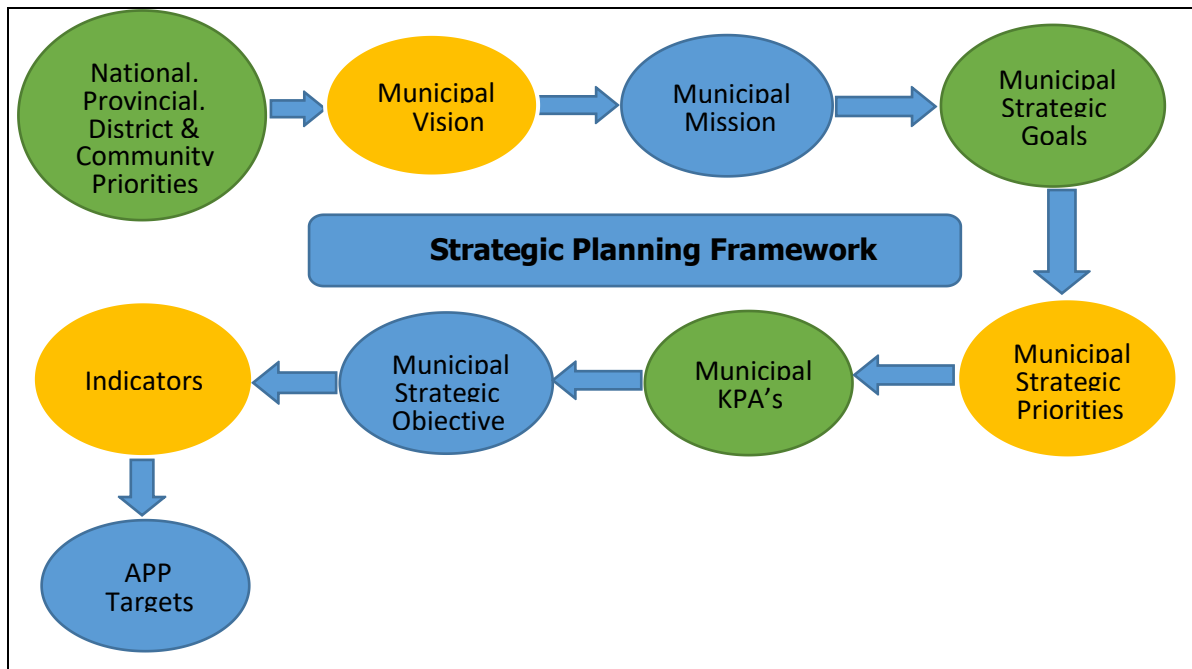 National.
Provincial.
District &
Community
Priorities
Municipal
Vision
Municipal
Mission
Municipal
Strategic
Goals
Strategic Planning Framework
Municipal
Strategic
Priorities
Municipal
KPA’s
Municipal
Strategic
Objective
Indicators
APP
Targets